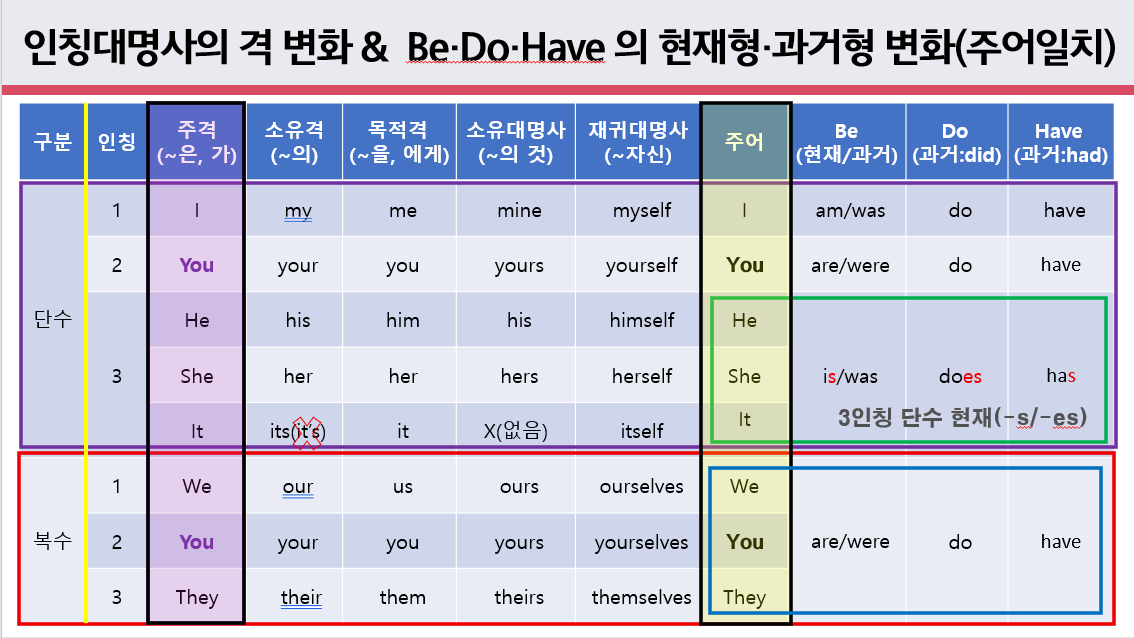 인칭대명사의 격 변화 & Be·Do·Have 의 현재형·과거형 변화(주어일치)
구분 인칭 주격 (~은, 가) 소유격 (~의) 목적격 (~을, 에게) 소유대명사 (~의 것) 재귀대명사 (~자신) 주어 Be (현재/과거) Do (과거:did) Have (과거:had)
단수 1 I my me mine myself I am/was do have
2 You your you yours yourself You are/were do have
He his him his himself He
3 She her her hers herself She is/was does has
It its(it's) it X(없음) itself It
3인칭 단수 현재(-s/-es)
1 We our us ours ourselves We
복수 2 You your you yours yourselves You are/were do have
3 They their them theirs themselves They